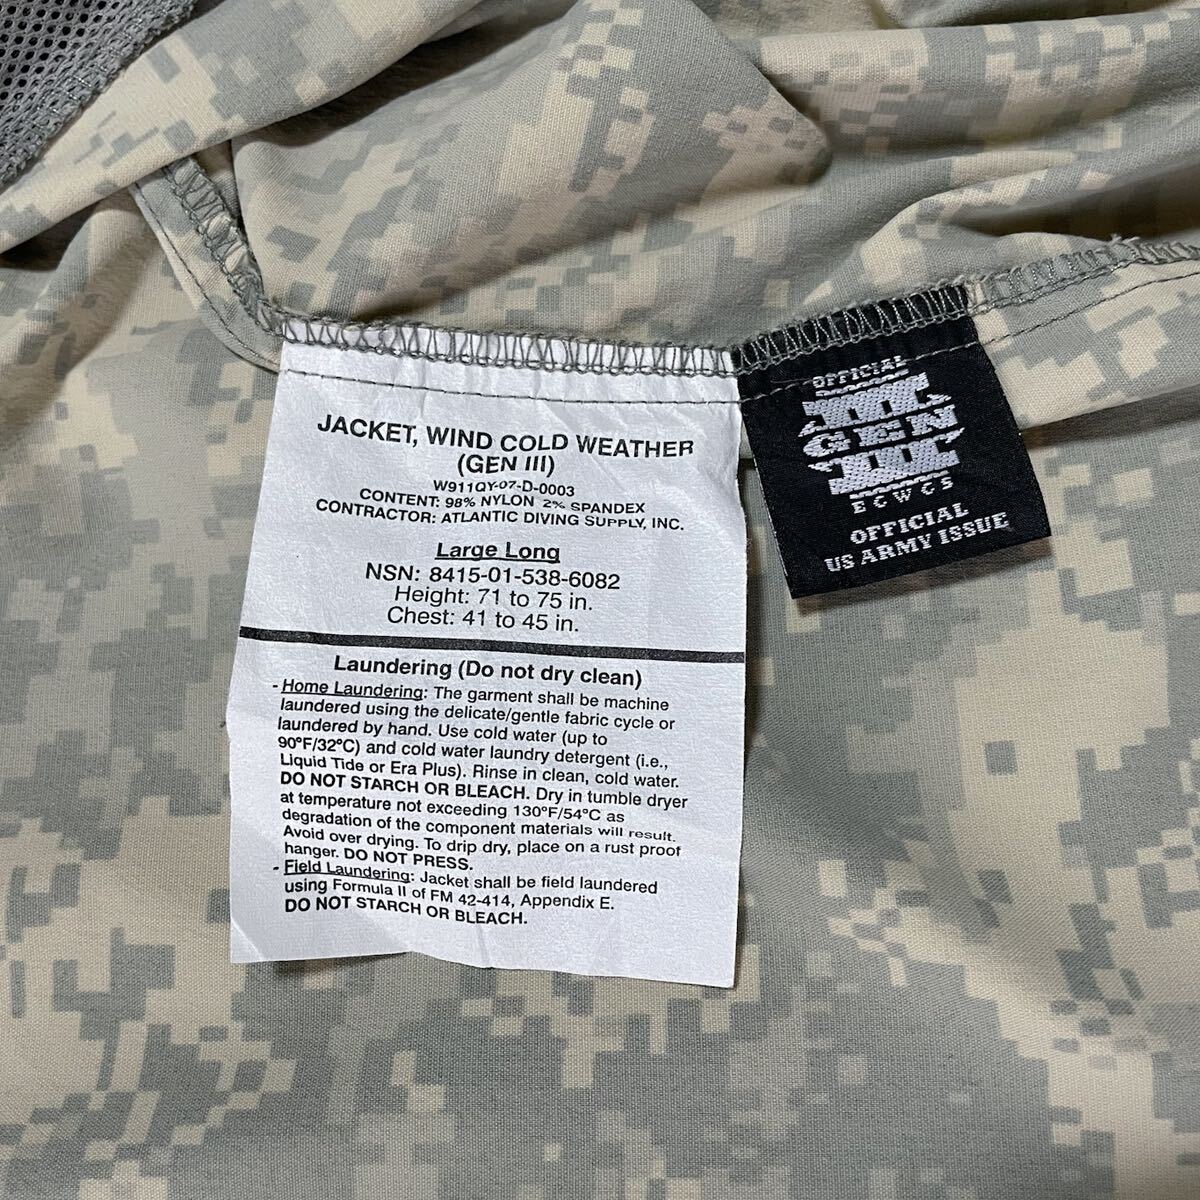 JACKET, WIND COLD WEATHER
(GEN III)
W911QY-07-D-0003
CONTENT: 98% NYLON 2% SPANDEX
CONTRACTOR: ATLANTIC DIVING SUPPLY, INC.
Large Long
NSN: 8415-01-538-6082
Height: 71 to 75 in.
Chest: 41 to 45 in.
Laundering (Do not dry clean)
- Home Laundering: The garment shall be machine
laundered using the delicate/gentle fabric cycle or
laundered by hand. Use cold water (up to
90°F/32°C) and cold water laundry detergent (i.e.,
Liquid Tide or Era Plus). Rinse in clean, cold water.
DO NOT STARCH OR BLEACH. Dry in tumble dryer
at temperature not exceeding 130°F/54°C as
degradation of the component materials will result.
Avoid over drying. To drip dry, place on a rust proof
hanger. DO NOT PRESS.
- Field Laundering: Jacket shall be field laundered
using Formula II of FM 42-414, Appendix E.
DO NOT STARCH OR BLEACH.
OFFICIAL
III
GEN
III
ECWCS
OFFICIAL
US ARMY ISSUE